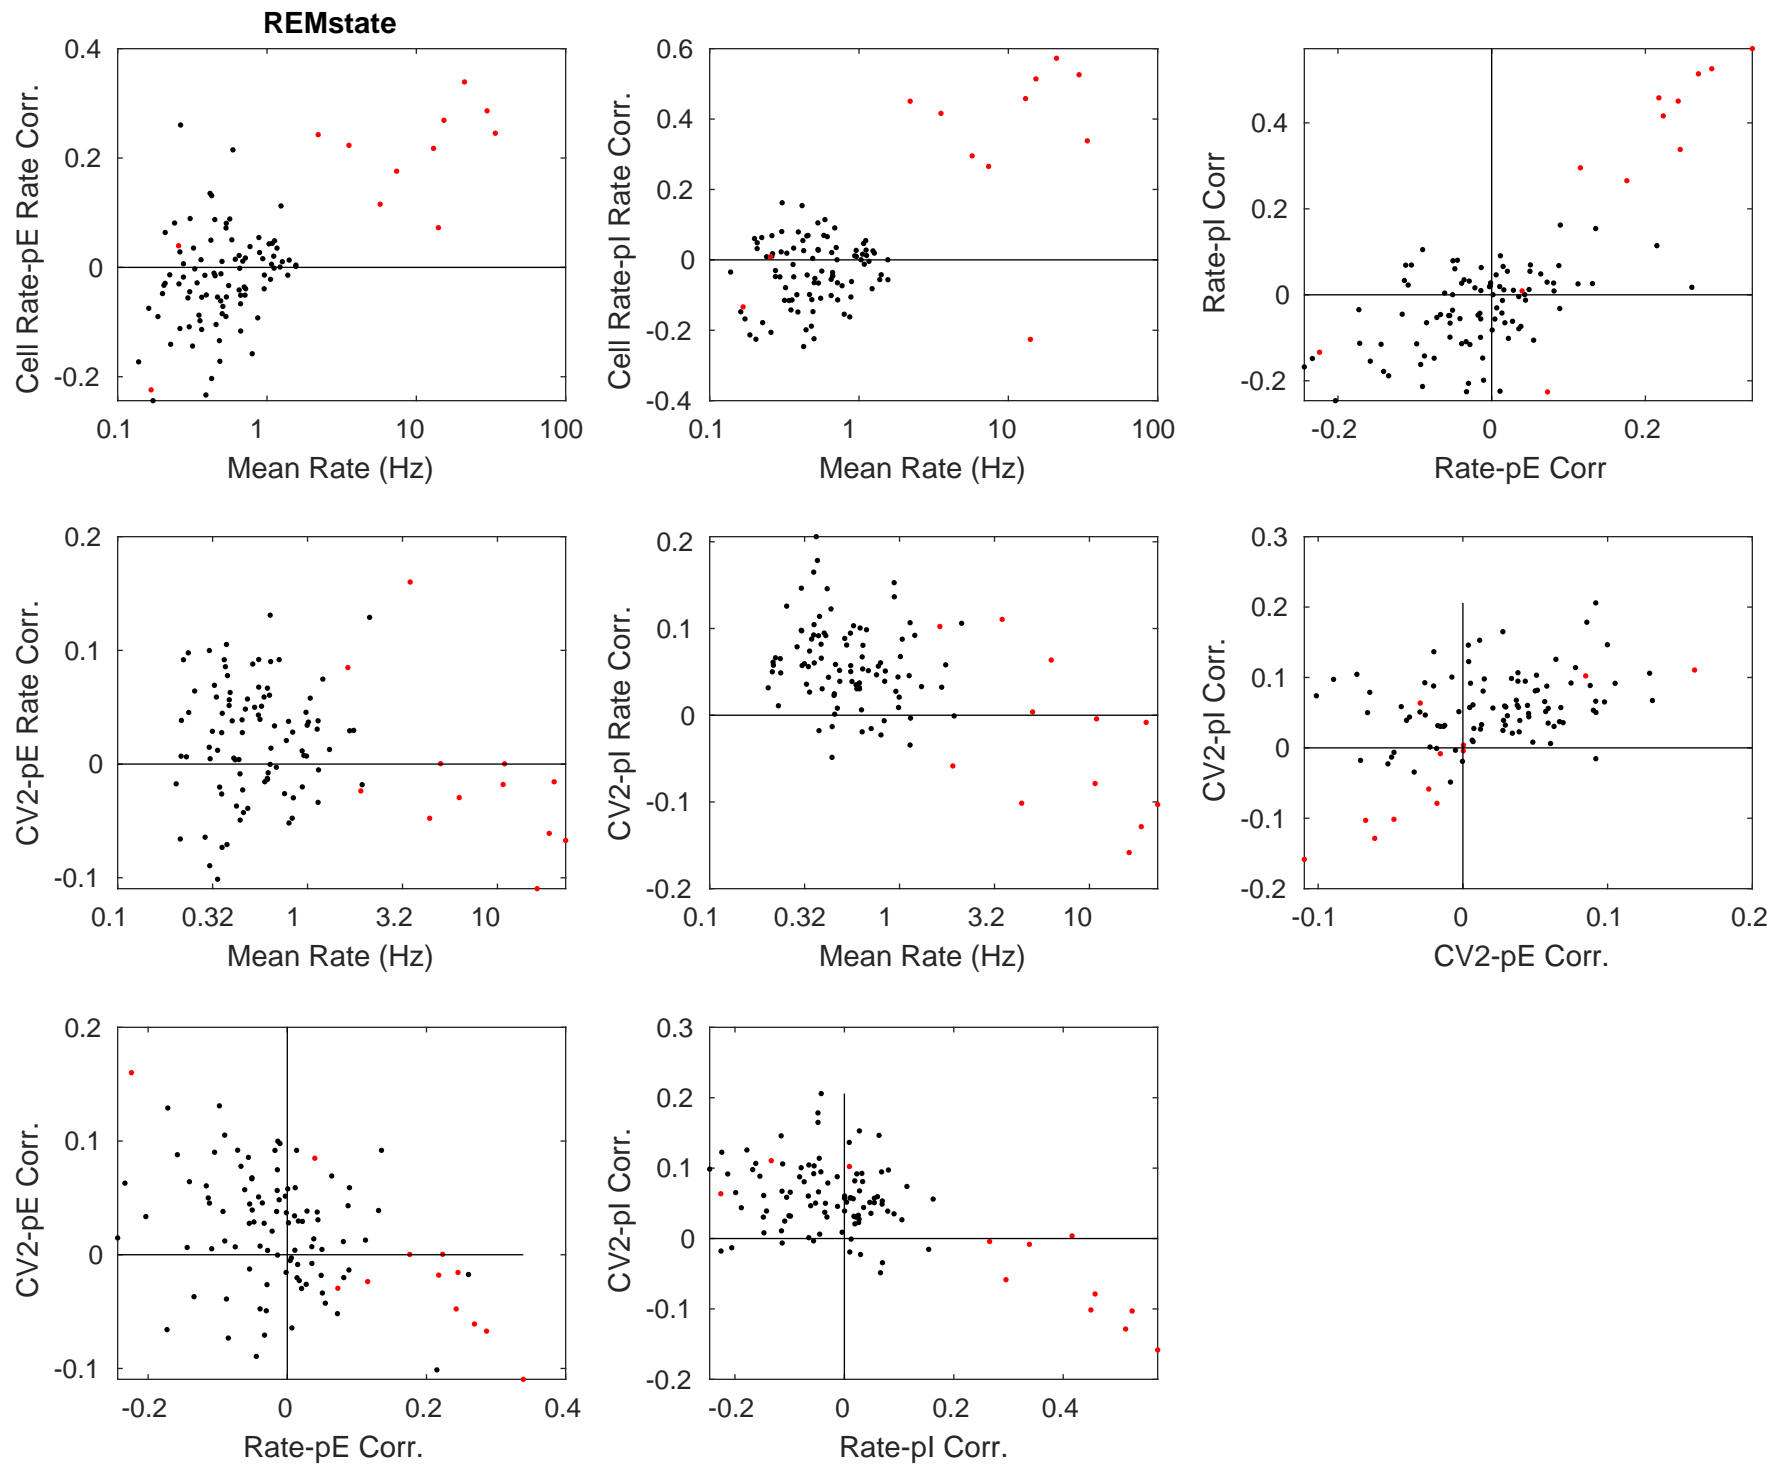 REMstate
0.4
0.2
0
-0.2
Cell Rate-pE Rate Corr.
0.1 1 10 100
Mean Rate (Hz)
0.6
0.4
0.2
0
-0.2
-0.4
Cell Rate-pI Rate Corr.
0.1 1 10 100
Mean Rate (Hz)
0.4
0.2
0
-0.2
Rate-pI Corr
-0.2 0 0.2
Rate-pE Corr
0.2
0.1
0
-0.1
CV2-pE Rate Corr.
0.1 0.32 1 3.2 10
Mean Rate (Hz)
0.2
0.1
0
-0.1
-0.2
CV2-pI Rate Corr.
0.1 0.32 1 3.2 10
Mean Rate (Hz)
0.3
0.2
0.1
0
-0.1
-0.2
CV2-pI Corr.
-0.1 0 0.1 0.2
CV2-pE Corr.
0.2
0.1
0
-0.1
CV2-pE Corr.
-0.2 0 0.2 0.4
Rate-pE Corr.
0.3
0.2
0.1
0
-0.1
-0.2
CV2-pI Corr.
-0.2 0 0.2 0.4
Rate-pI Corr.